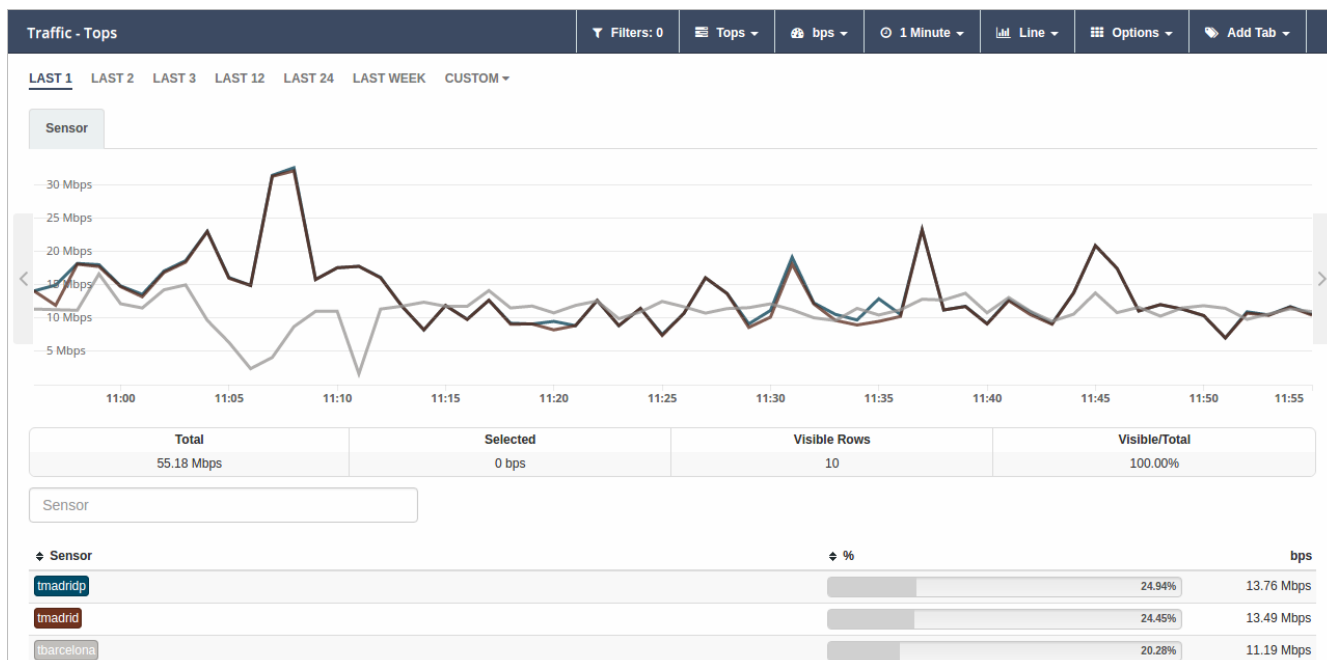 Traffic - Tops Filters: 0 Tops bps 1 Minute Line Options Add Tab
LAST 1 LAST 2 LAST 3 LAST 12 LAST 24 LAST WEEK CUSTOM
Sensor
30 Mbps
25 Mbps
20 Mbps
15 Mbps
10 Mbps
5 Mbps
11:00 11:05 11:10 11:15 11:20 11:25 11:30 11:35 11:40 11:45 11:50 11:55
Total Selected Visible Rows Visible/Total
55.18 Mbps 0 bps 10 100.00%
Sensor
Sensor % bps
tmadridp 24.94% 13.76 Mbps
tmadrid 24.45% 13.49 Mbps
tbarcelona 20.28% 11.19 Mbps